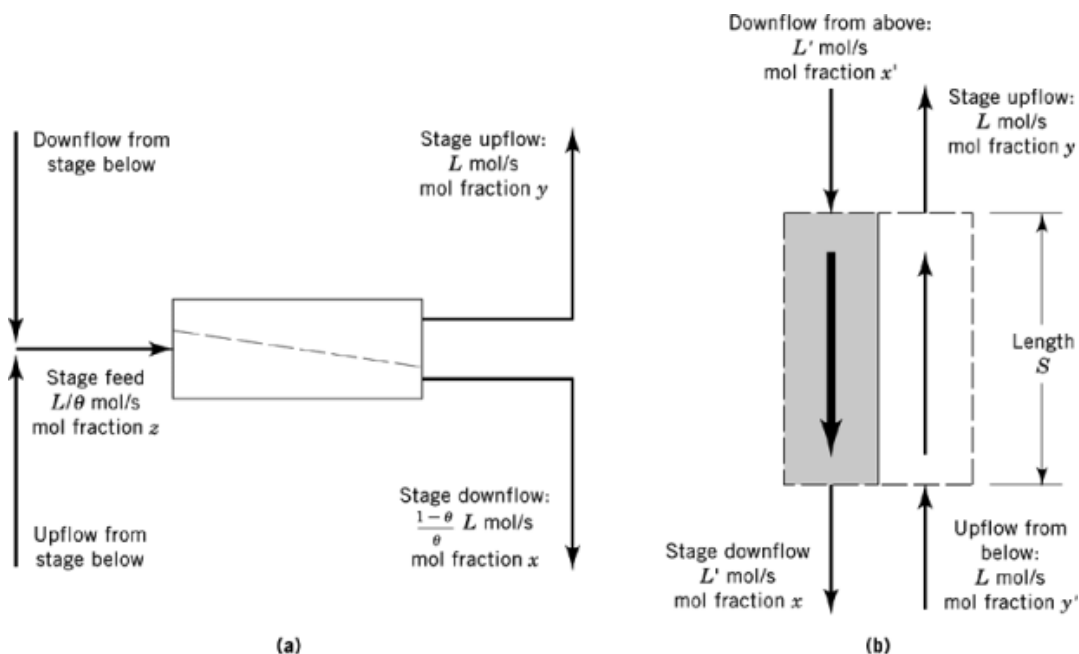 Downflow from
stage below
Stage upflow:
L mol/s
mol fraction y
Stage feed
L/θ mol/s
mol fraction z
Upflow from
stage below
Stage downflow:
1−θ/θ L mol/s
mol fraction x
(a)
Downflow from above:
L' mol/s
mol fraction x'
Stage upflow:
L mol/s
mol fraction y
Length
S
Stage downflow
L' mol/s
mol fraction x
Upflow from
below:
L mol/s
mol fraction y'
(b)